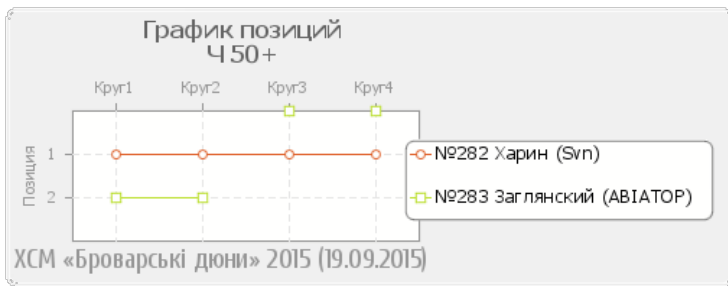 График позиций
Ч 50+
Круг1 Круг2 Круг3 Круг4
Позиция
1
2
№282 Харин (Svn)
№283 Заглянский (АВІАТОР)
ХСМ «Броварські дюни» 2015 (19.09.2015)